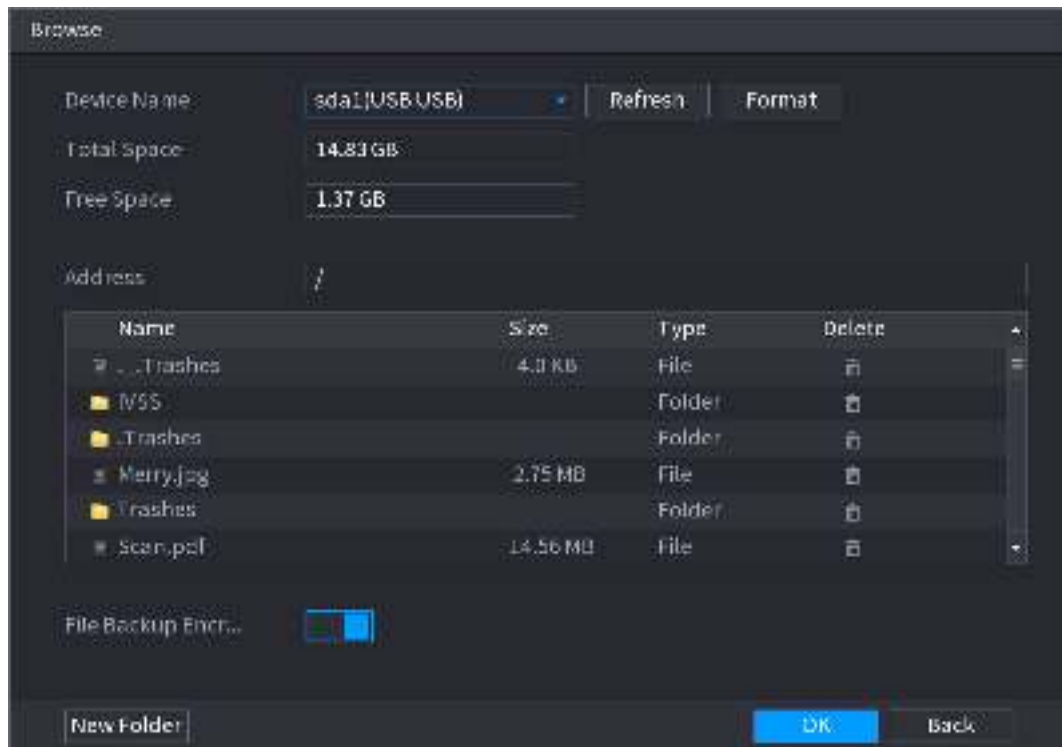 Browse
Device Name sda1(USB USB) Refresh Format
Total Space 14.83 GB
Free Space 1.37 GB
Address /
Name Size Type Delete
._.Trashes 4.0 KB File
IVSS Folder
.Trashes Folder
Merry.jpg 2.75 MB File
Trashes Folder
Scan.pdf 14.56 MB File
File Backup Encr...
New Folder OK Back